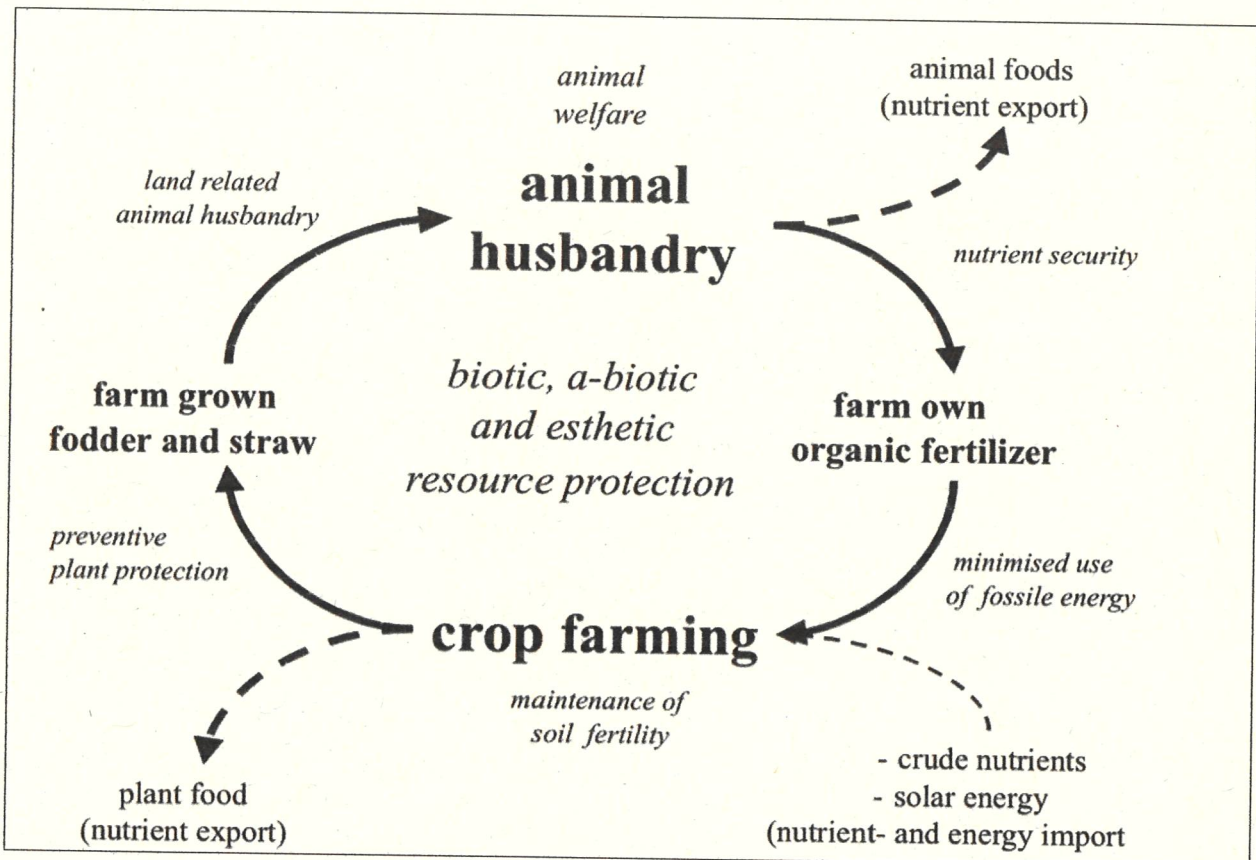 animal
welfare
animal foods
(nutrient export)
land related
animal husbandry
animal
husbandry
nutrient security
biotic, a-biotic
and esthetic
resource protection
farm grown
fodder and straw
farm own
organic fertilizer
preventive
plant protection
minimised use
of fossile energy
crop farming
maintenance of
soil fertility
plant food
(nutrient export)
- crude nutrients
- solar energy
(nutrient- and energy import